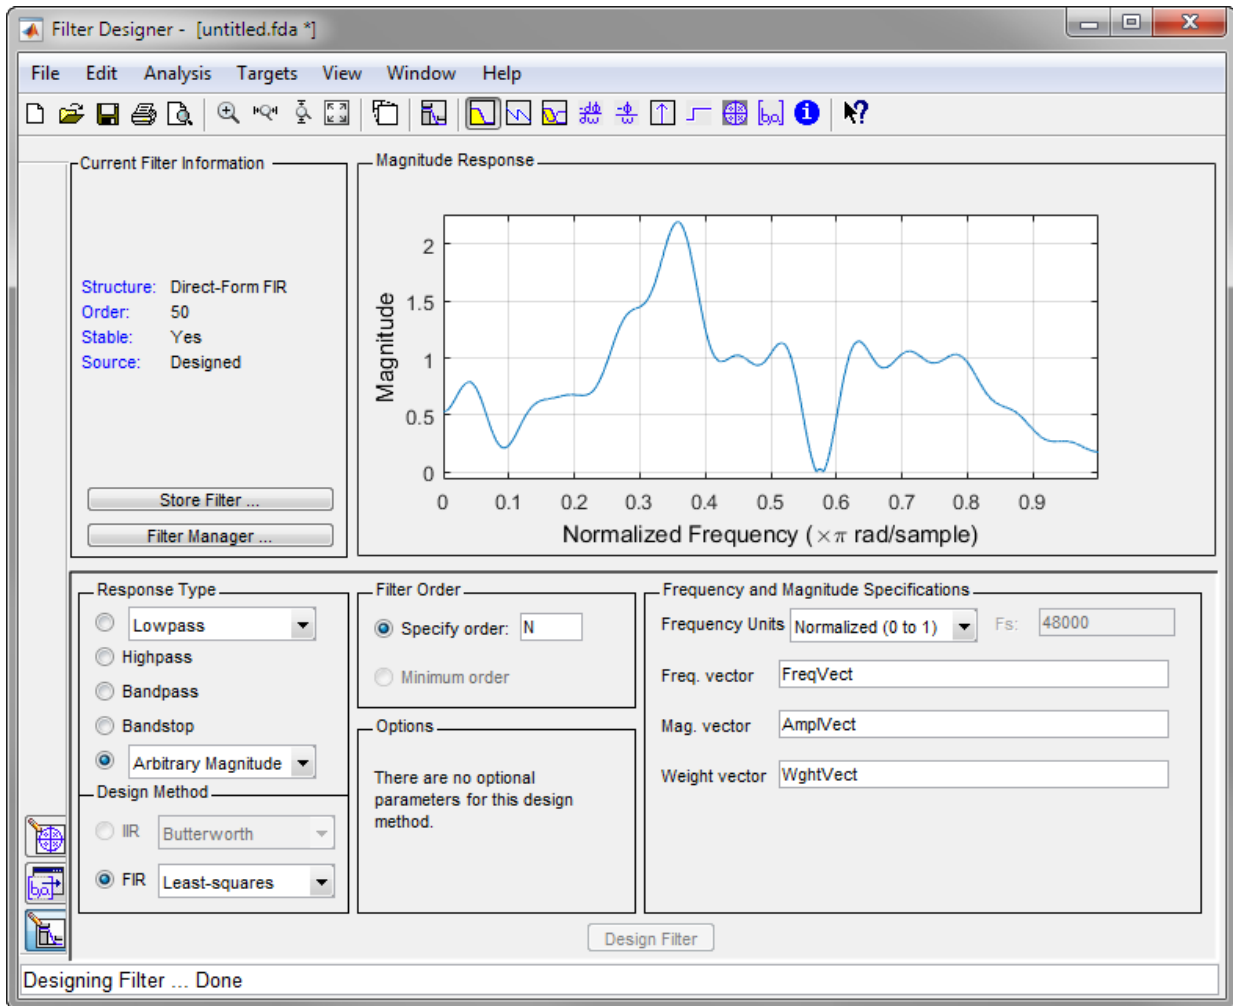 Filter Designer - [untitled.fda *]
File Edit Analysis Targets View Window Help
Current Filter Information
Structure: Direct-Form FIR
Order: 50
Stable: Yes
Source: Designed
Store Filter ...
Filter Manager ...
Magnitude Response
Magnitude
2
1.5
1
0.5
0
0 0.1 0.2 0.3 0.4 0.5 0.6 0.7 0.8 0.9
Normalized Frequency (×π rad/sample)
Response Type
Lowpass
Highpass
Bandpass
Bandstop
Arbitrary Magnitude
Design Method
IIR Butterworth
FIR Least-squares
Filter Order
Specify order: N
Minimum order
Options
There are no optional
parameters for this design
method.
Frequency and Magnitude Specifications
Frequency Units Normalized (0 to 1) Fs: 48000
Freq. vector FreqVect
Mag. vector AmplVect
Weight vector WghtVect
Design Filter
Designing Filter ... Done